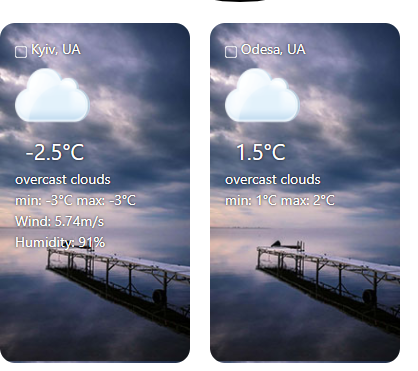 Kyiv, UA
-2.5°C
overcast clouds
min: -3°C max: -3°C
Wind: 5.74m/s
Humidity: 91%
Odesa, UA
1.5°C
overcast clouds
min: 1°C max: 2°C